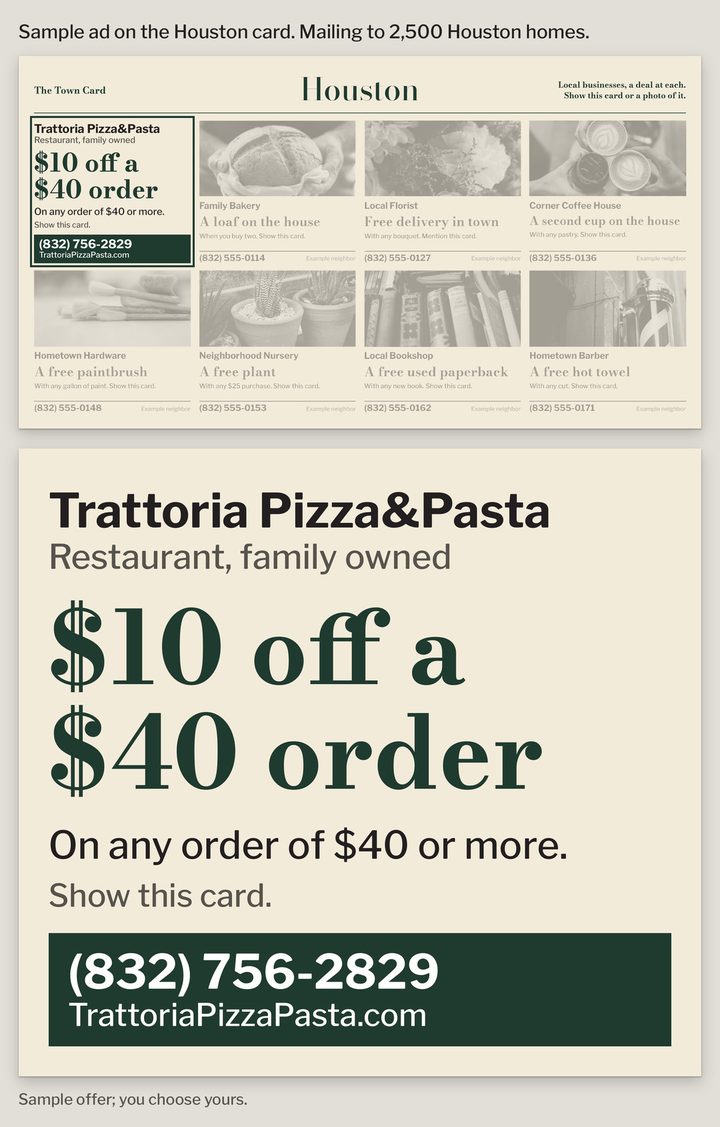 Sample ad on the Houston card. Mailing to 2,500 Houston homes.
The Town Card
Houston
Local businesses, a deal at each.
Show this card or a photo of it.
Trattoria Pizza&Pasta
Restaurant, family owned
$10 off a
$40 order
On any order of $40 or more.
Show this card.
(832) 756-2829
TrattoriaPizzaPasta.com
Family Bakery
A loaf on the house
When you buy two. Show this card.
(832) 555-0114
Example neighbor
Local Florist
Free delivery in town
With any bouquet. Mention this card.
(832) 555-0127
Example neighbor
Corner Coffee House
A second cup on the house
With any pastry. Show this card.
(832) 555-0136
Example neighbor
Hometown Hardware
A free paintbrush
With any gallon of paint. Show this card.
(832) 555-0148
Example neighbor
Neighborhood Nursery
A free plant
With any $25 purchase. Show this card.
(832) 555-0153
Example neighbor
Local Bookshop
A free used paperback
With any new book. Show this card.
(832) 555-0162
Example neighbor
Hometown Barber
A free hot towel
With any cut. Show this card.
(832) 555-0171
Example neighbor
Trattoria Pizza&Pasta
Restaurant, family owned
$10 off a
$40 order
On any order of $40 or more.
Show this card.
(832) 756-2829
TrattoriaPizzaPasta.com
Sample offer; you choose yours.